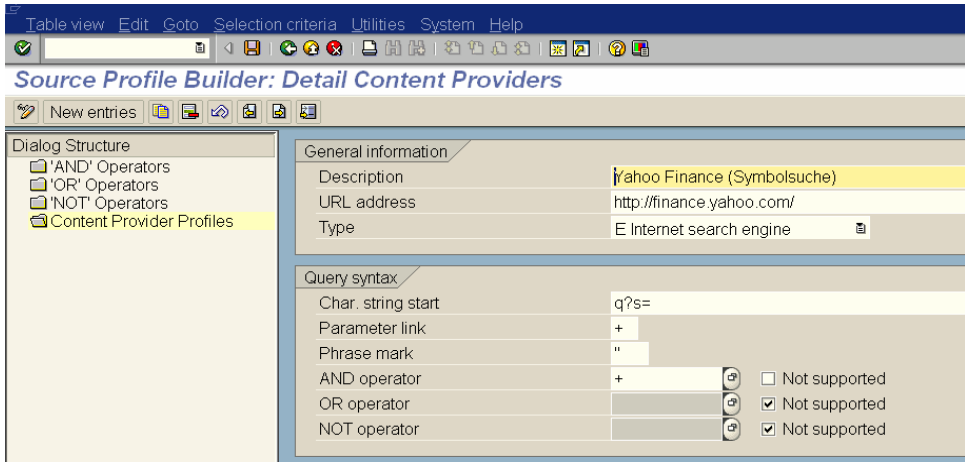 Table view Edit Goto Selection criteria Utilities System Help
Source Profile Builder: Detail Content Providers
New entries
Dialog Structure
'AND' Operators
'OR' Operators
'NOT' Operators
Content Provider Profiles
General information
Description Yahoo Finance (Symbolsuche)
URL address http://finance.yahoo.com/
Type E Internet search engine
Query syntax
Char. string start q?s=
Parameter link +
Phrase mark "
AND operator + Not supported
OR operator Not supported
NOT operator Not supported